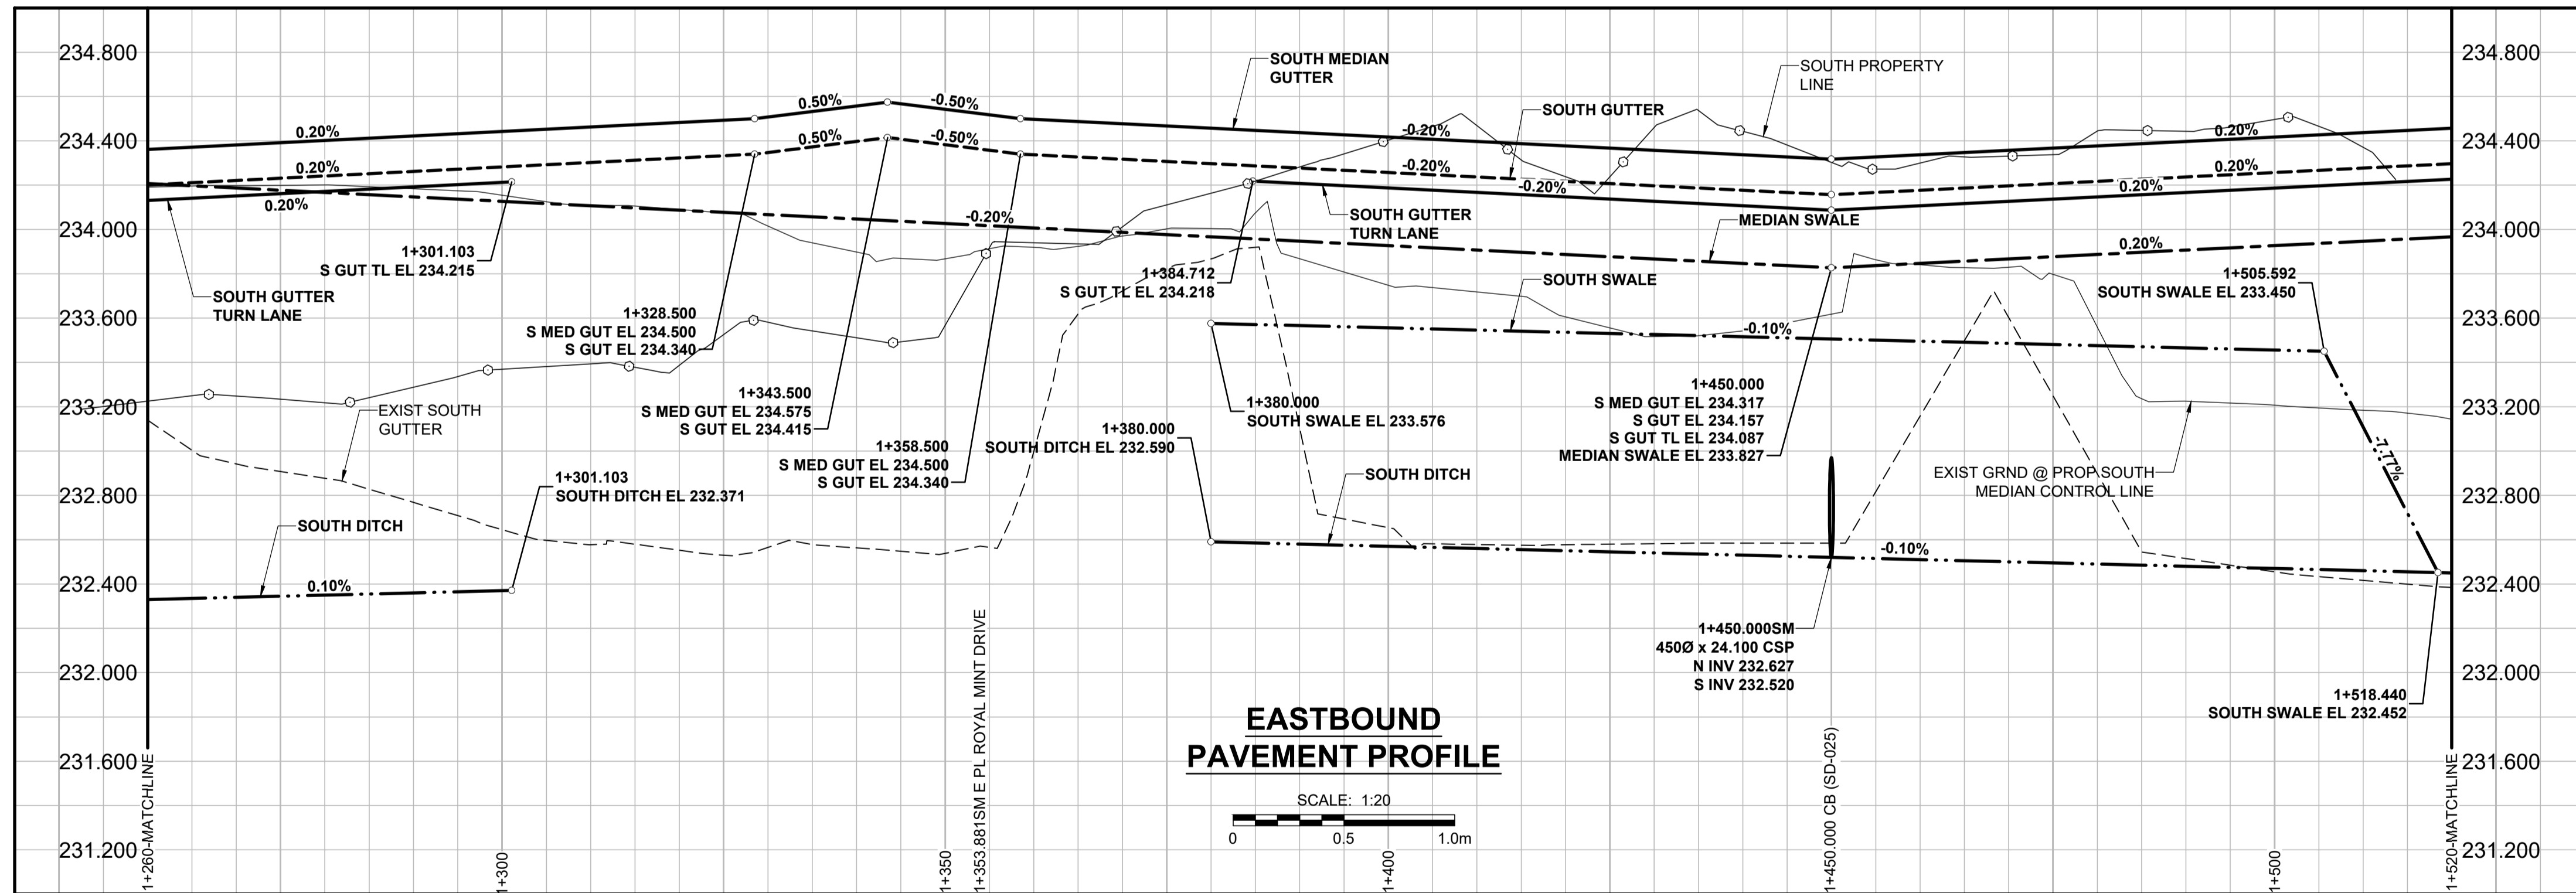 234.800
234.400
234.000
233.600
233.200
232.800
232.400
232.000
231.600
231.200
234.800
234.400
234.000
233.600
233.200
232.800
232.400
232.000
231.600
231.200
SOUTH MEDIAN
GUTTER
SOUTH PROPERTY
LINE
SOUTH GUTTER
0.20%
0.50%
-0.50%
-0.20%
0.20%
0.20%
0.50%
-0.50%
-0.20%
0.20%
0.20%
-0.20%
0.20%
-0.20%
0.20%
SOUTH GUTTER
TURN LANE
MEDIAN SWALE
1+301.103
S GUT TL EL 234.215
SOUTH GUTTER
TURN LANE
1+384.712
S GUT TL EL 234.218
SOUTH SWALE
1+505.592
SOUTH SWALE EL 233.450
1+328.500
S MED GUT EL 234.500
S GUT EL 234.340
-0.10%
1+343.500
S MED GUT EL 234.575
S GUT EL 234.415
1+380.000
SOUTH SWALE EL 233.576
1+450.000
S MED GUT EL 234.317
S GUT EL 234.157
S GUT TL EL 234.087
MEDIAN SWALE EL 233.827
EXIST SOUTH
GUTTER
1+358.500
S MED GUT EL 234.500
S GUT EL 234.340
1+380.000
SOUTH DITCH EL 232.590
-7.77%
1+301.103
SOUTH DITCH EL 232.371
SOUTH DITCH
EXIST GRND @ PROP SOUTH
MEDIAN CONTROL LINE
SOUTH DITCH
0.10%
-0.10%
1+450.000SM
450Ø x 24.100 CSP
N INV 232.627
S INV 232.520
1+518.440
SOUTH SWALE EL 232.452
EASTBOUND
PAVEMENT PROFILE
SCALE: 1:20
0 0.5 1.0m
1+260-MATCHLINE
1+300
1+350
1+353.881SM E PL ROYAL MINT DRIVE
1+400
1+450.000 CB (SD-025)
1+500
1+520-MATCHLINE